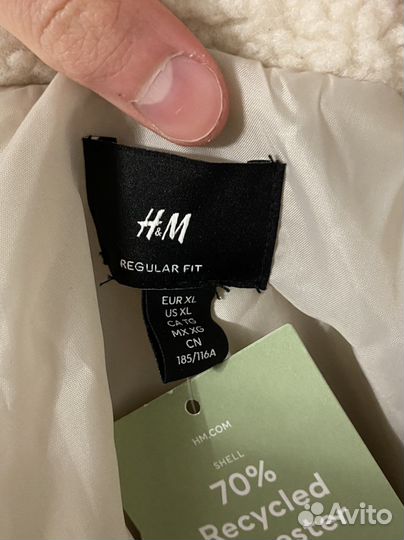 H&M
REGULAR FIT
EUR XL
US XL
CA TG
MX XG
CN
185/116A
HM.COM
SHELL
70%
Recycled
Avito